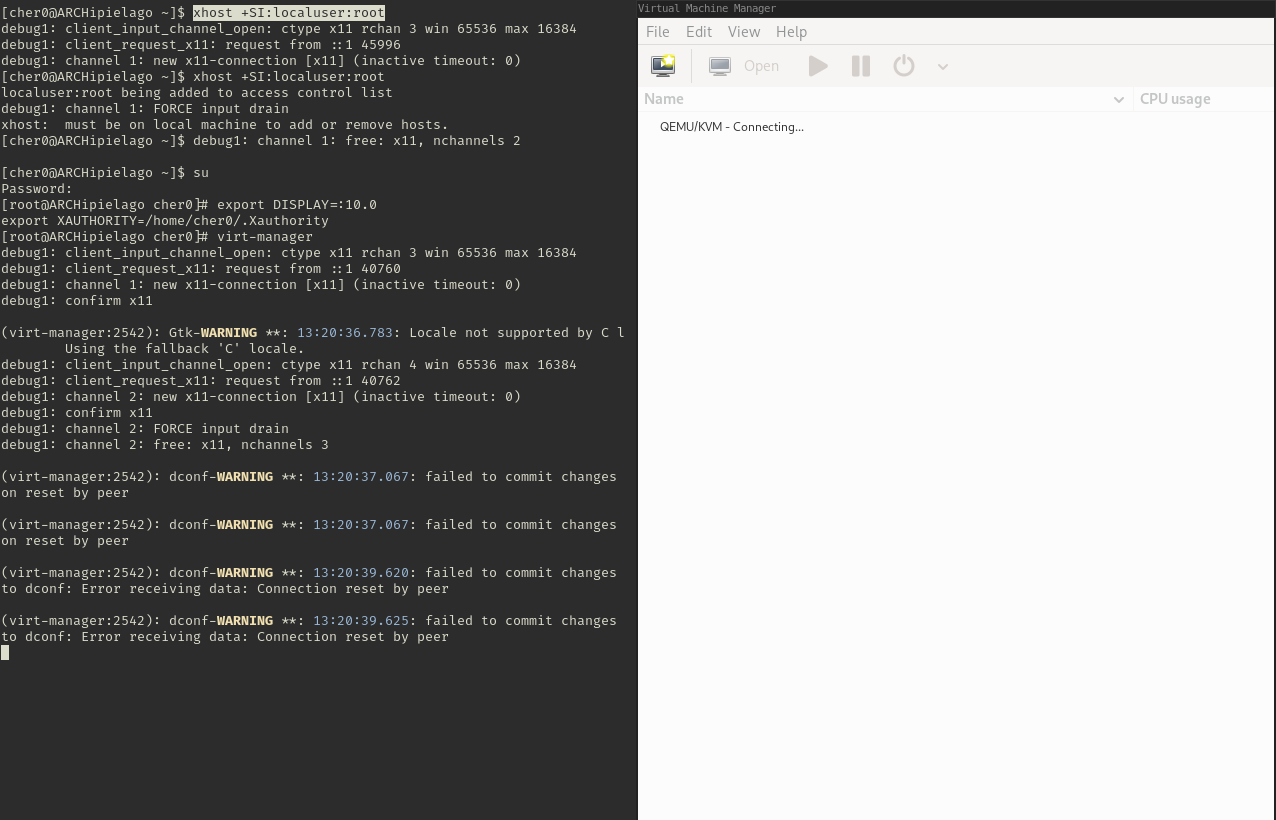 [cher0@ARCHipielago ~]$ xhost +SI:localuser:root
debug1: client_input_channel_open: ctype x11 rchan 3 win 65536 max 16384
debug1: client_request_x11: request from ::1 45996
debug1: channel 1: new x11-connection [x11] (inactive timeout: 0)
[cher0@ARCHipielago ~]$ xhost +SI:localuser:root
localuser:root being added to access control list
debug1: channel 1: FORCE input drain
xhost:  must be on local machine to add or remove hosts.
[cher0@ARCHipielago ~]$ debug1: channel 1: free: x11, nchannels 2
[cher0@ARCHipielago ~]$ su
Password:
[root@ARCHipielago cher0]# export DISPLAY=:10.0
export XAUTHORITY=/home/cher0/.Xauthority
[root@ARCHipielago cher0]# virt-manager
debug1: client_input_channel_open: ctype x11 rchan 3 win 65536 max 16384
debug1: client_request_x11: request from ::1 40760
debug1: channel 1: new x11-connection [x11] (inactive timeout: 0)
debug1: confirm x11
(virt-manager:2542): Gtk-WARNING **: 13:20:36.783: Locale not supported by C l
Using the fallback 'C' locale.
debug1: client_input_channel_open: ctype x11 rchan 4 win 65536 max 16384
debug1: client_request_x11: request from ::1 40762
debug1: channel 2: new x11-connection [x11] (inactive timeout: 0)
debug1: confirm x11
debug1: channel 2: FORCE input drain
debug1: channel 2: free: x11, nchannels 3
(virt-manager:2542): dconf-WARNING **: 13:20:37.067: failed to commit changes
on reset by peer
(virt-manager:2542): dconf-WARNING **: 13:20:37.067: failed to commit changes
on reset by peer
(virt-manager:2542): dconf-WARNING **: 13:20:39.620: failed to commit changes
to dconf: Error receiving data: Connection reset by peer
(virt-manager:2542): dconf-WARNING **: 13:20:39.625: failed to commit changes
to dconf: Error receiving data: Connection reset by peer
Virtual Machine Manager
File Edit View Help
Open
Name CPU usage
QEMU/KVM - Connecting...